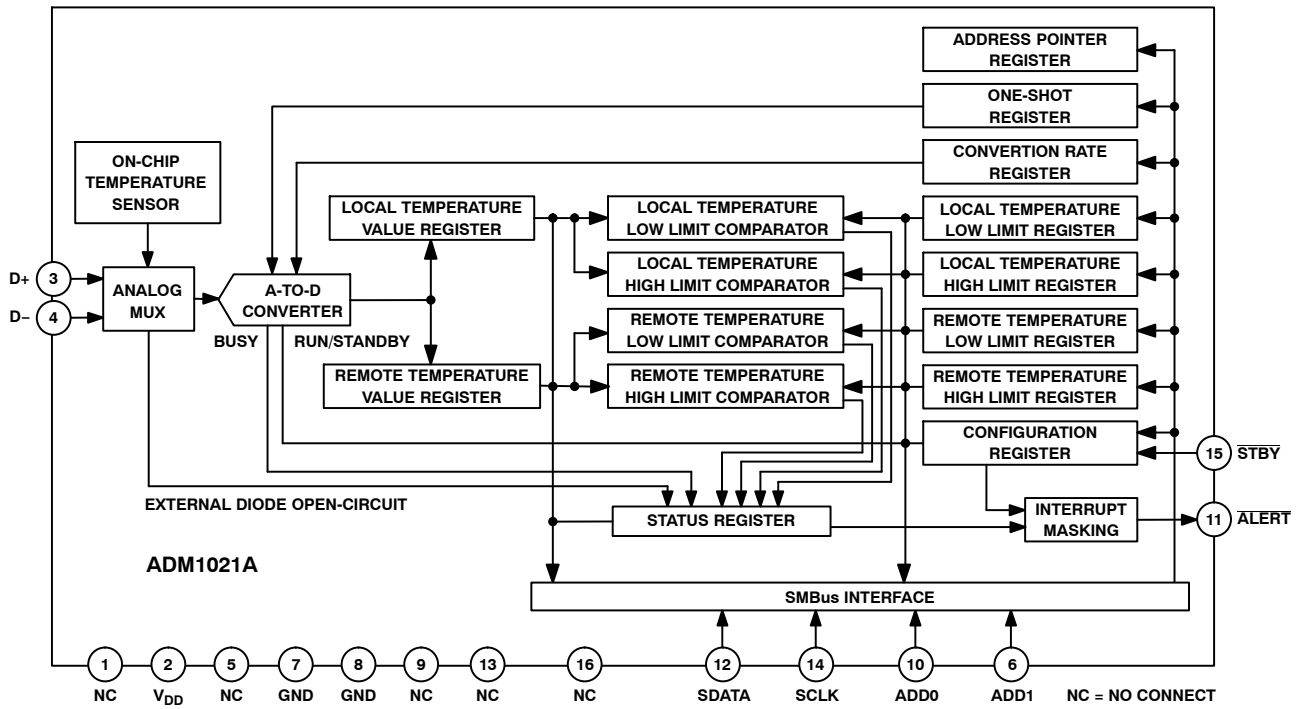 ADDRESS POINTER
REGISTER
ONE-SHOT
REGISTER
ON-CHIP
TEMPERATURE
SENSOR
CONVERTION RATE
REGISTER
LOCAL TEMPERATURE
VALUE REGISTER
LOCAL TEMPERATURE
LOW LIMIT COMPARATOR
LOCAL TEMPERATURE
LOW LIMIT REGISTER
D+ 3
D− 4
ANALOG
MUX
A-TO-D
CONVERTER
LOCAL TEMPERATURE
HIGH LIMIT COMPARATOR
LOCAL TEMPERATURE
HIGH LIMIT REGISTER
BUSY
RUN/STANDBY
REMOTE TEMPERATURE
LOW LIMIT COMPARATOR
REMOTE TEMPERATURE
LOW LIMIT REGISTER
REMOTE TEMPERATURE
VALUE REGISTER
REMOTE TEMPERATURE
HIGH LIMIT COMPARATOR
REMOTE TEMPERATURE
HIGH LIMIT REGISTER
CONFIGURATION
REGISTER
15 STBY
EXTERNAL DIODE OPEN-CIRCUIT
STATUS REGISTER
INTERRUPT
MASKING
11 ALERT
ADM1021A
SMBus INTERFACE
1 2 5 7 8 9 13 16 12 14 10 6
NC VDD NC GND GND NC NC NC SDATA SCLK ADD0 ADD1 NC = NO CONNECT